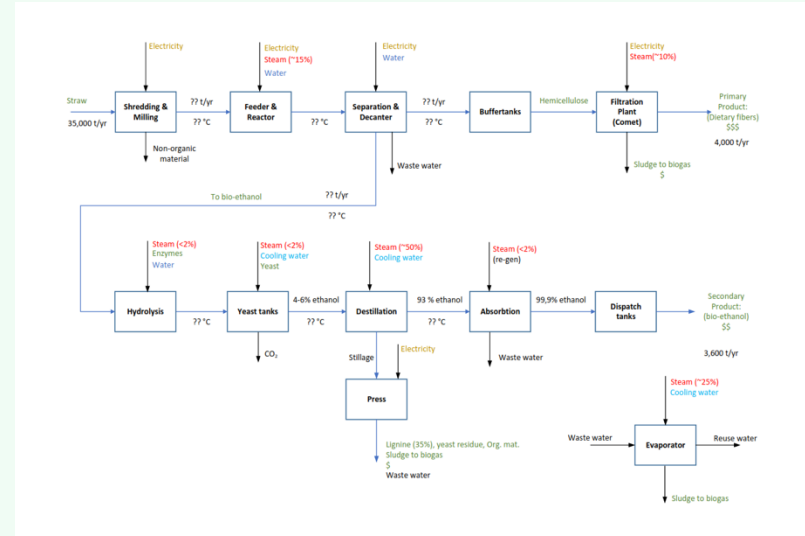 Electricity
Electricity
Steam (~15%)
Water
Electricity
Water
Electricity
Steam(~10%)
Straw
35,000 t/yr
Shredding &
Milling
?? t/yr
?? °C
Feeder &
Reactor
?? °C
Separation &
Decanter
?? t/yr
?? °C
Buffertanks
Hemicellulose
Filtration
Plant
(Comet)
Primary
Product:
(Dietary fibers)
$$$
4,000 t/yr
Non-organic
material
Waste water
Sludge to biogas
$
To bio-ethanol
?? t/yr
?? °C
Steam (<2%)
Enzymes
Water
Steam (<2%)
Cooling water
Yeast
Steam (~50%)
Cooling water
Steam (<2%)
(re-gen)
Hydrolysis
?? °C
Yeast tanks
4-6% ethanol
?? °C
Destillation
93 % ethanol
?? °C
Absorbtion
99,9% ethanol
Dispatch
tanks
Secondary
Product:
(bio-ethanol)
$$
3,600 t/yr
CO₂
Stillage
Electricity
Waste water
Press
Lignine (35%), yeast residue, Org. mat.
Sludge to biogas
$
Waste water
Steam (~25%)
Cooling water
Waste water
Evaporator
Reuse water
Sludge to biogas